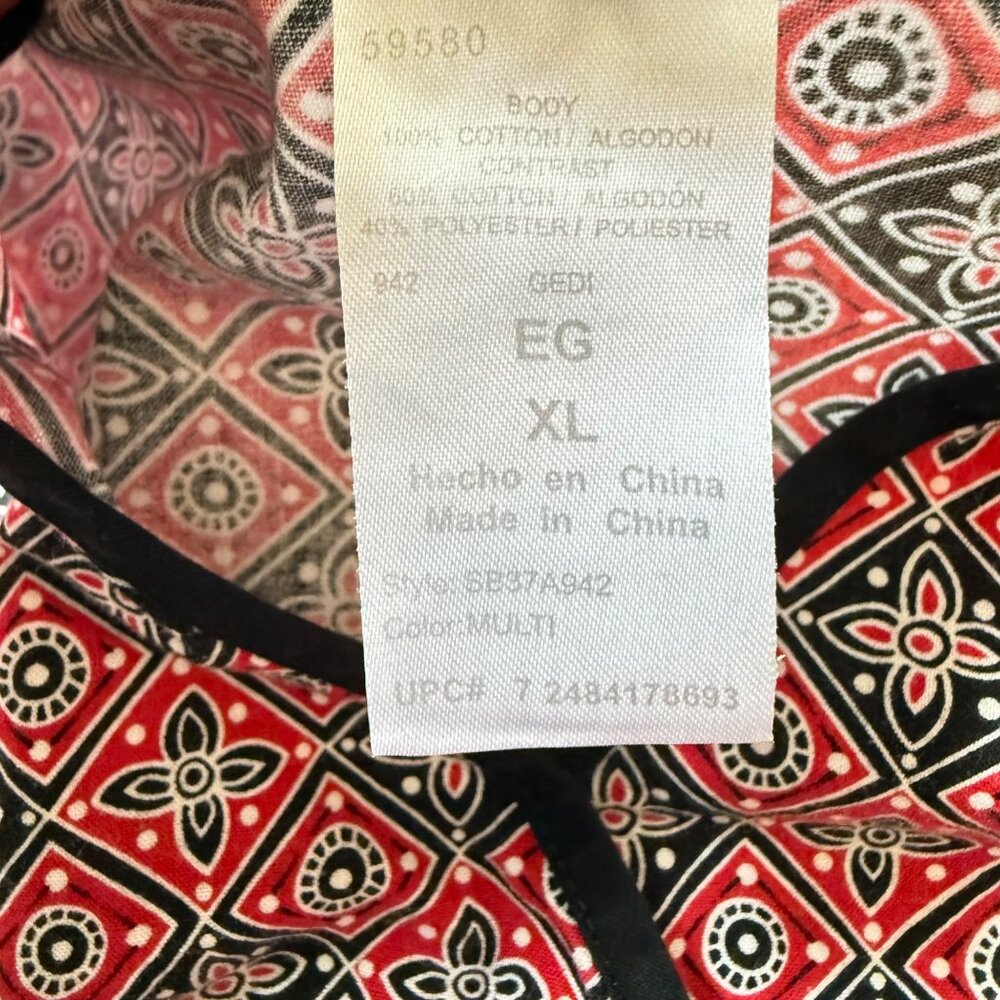 59580
BODY
100% COTTON / ALGODON
CONTRAST
60% COTTON / ALGODON
40% POLYESTER / POLIESTER
942 GEDI
EG
XL
Hecho en China
Made In China
Style: SB37A942
Color: MULTI
UPC# 7 2484178693